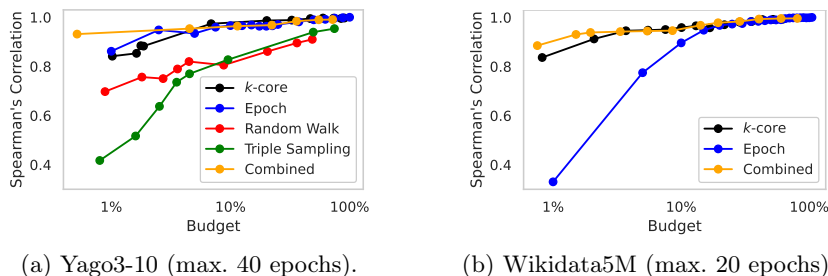 1.0
0.8
0.6
0.4
Spearman's Correlation
k-core
Epoch
Random Walk
Triple Sampling
Combined
1%
10%
100%
Budget
(a) Yago3-10 (max. 40 epochs).
1.0
0.8
0.6
0.4
Spearman's Correlation
k-core
Epoch
Combined
1%
10%
100%
Budget
(b) Wikidata5M (max. 20 epochs)